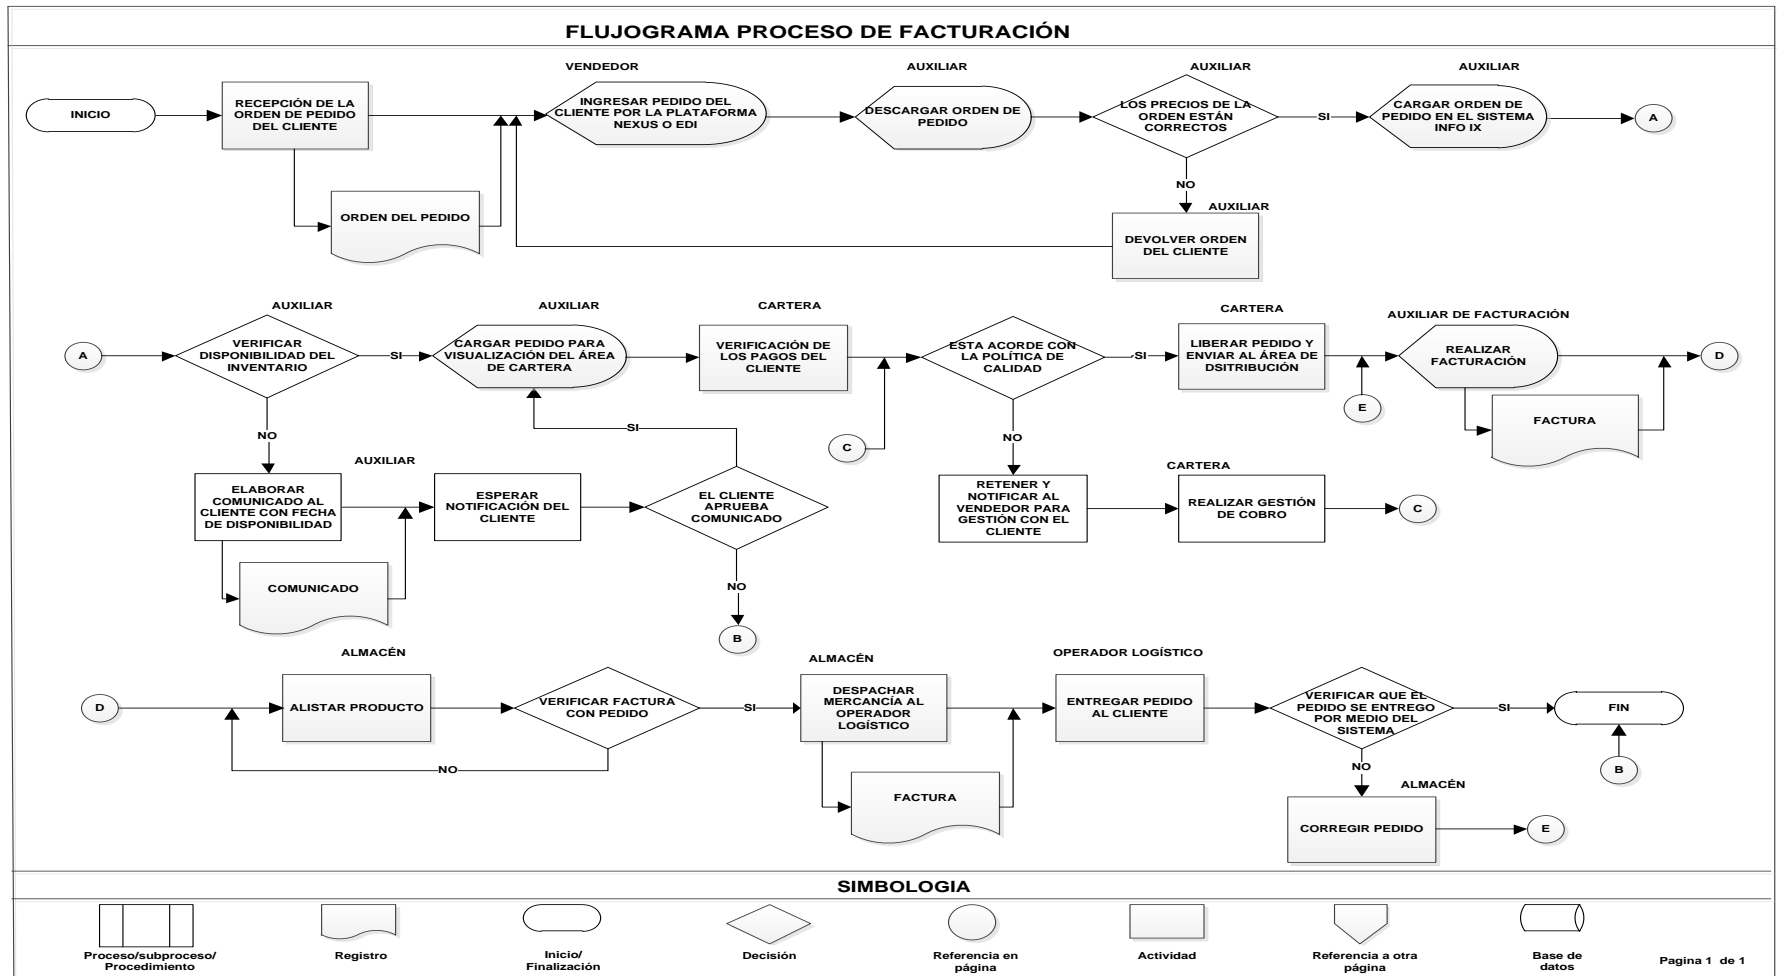 FLUJOGRAMA PROCESO DE FACTURACIÓN
VENDEDOR
AUXILIAR
AUXILIAR
AUXILIAR
INICIO
RECEPCIÓN DE LA
ORDEN DE PEDIDO
DEL CLIENTE
INGRESAR PEDIDO DEL
CLIENTE POR LA PLATAFORMA
NEXUS O EDI
DESCARGAR ORDEN DE
PEDIDO
LOS PRECIOS DE LA
ORDEN ESTÁN
CORRECTOS
SI
CARGAR ORDEN DE
PEDIDO EN EL SISTEMA
INFO IX
A
NO
ORDEN DEL PEDIDO
AUXILIAR
DEVOLVER ORDEN
DEL CLIENTE
AUXILIAR
AUXILIAR
CARTERA
CARTERA
AUXILIAR DE FACTURACIÓN
A
VERIFICAR
DISPONIBILIDAD DEL
INVENTARIO
SI
CARGAR PEDIDO PARA
VISUALIZACIÓN DEL ÁREA
DE CARTERA
VERIFICACIÓN DE
LOS PAGOS DEL
CLIENTE
ESTA ACORDE CON
LA POLÍTICA DE
CALIDAD
SI
LIBERAR PEDIDO Y
ENVIAR AL ÁREA DE
DSITRIBUCIÓN
REALIZAR
FACTURACIÓN
D
E
FACTURA
NO
SI
C
NO
AUXILIAR
CARTERA
ELABORAR
COMUNICADO AL
CLIENTE CON FECHA
DE DISPONIBILIDAD
ESPERAR
NOTIFICACIÓN DEL
CLIENTE
EL CLIENTE
APRUEBA
COMUNICADO
RETENER Y
NOTIFICAR AL
VENDEDOR PARA
GESTIÓN CON EL
CLIENTE
REALIZAR GESTIÓN
DE COBRO
C
COMUNICADO
NO
B
ALMACÉN
ALMACÉN
OPERADOR LOGÍSTICO
D
ALISTAR PRODUCTO
VERIFICAR FACTURA
CON PEDIDO
SI
DESPACHAR
MERCANCÍA AL
OPERADOR
LOGÍSTICO
ENTREGAR PEDIDO
AL CLIENTE
VERIFICAR QUE EL
PEDIDO SE ENTREGO
POR MEDIO DEL
SISTEMA
SI
FIN
NO
NO
B
FACTURA
ALMACÉN
CORREGIR PEDIDO
E
SIMBOLOGIA
Proceso/subproceso/
Procedimiento
Registro
Inicio/
Finalización
Decisión
Referencia en
página
Actividad
Referencia a otra
página
Base de
datos
Pagina 1 de 1